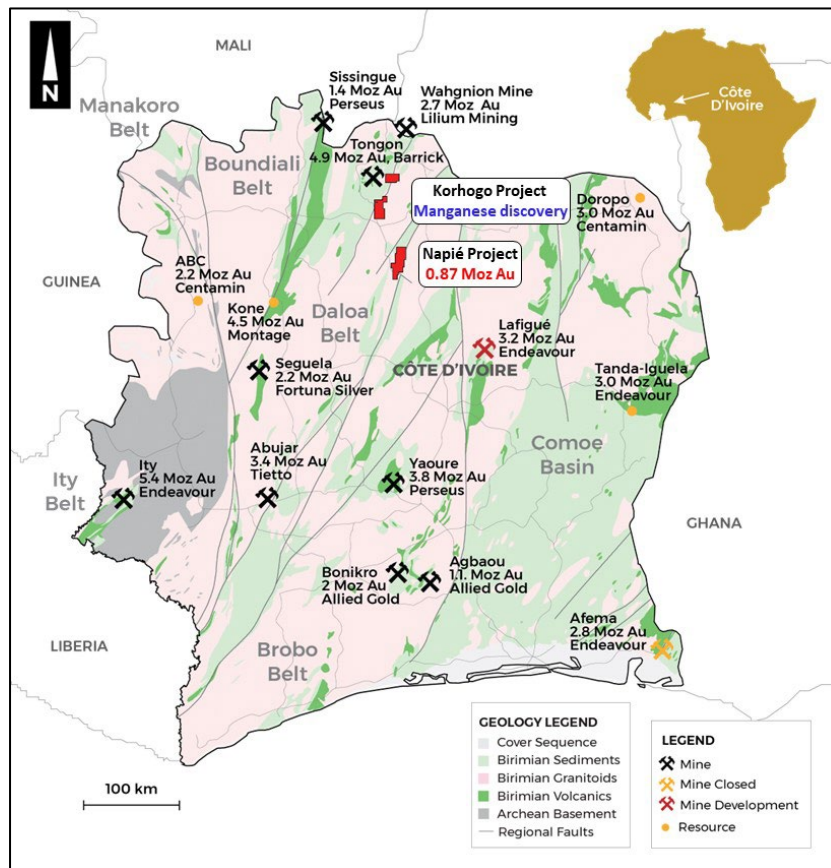 N
MALI
Manakoro
Belt
Sissingue
1.4 Moz Au
Perseus
Wahgnion Mine
2.7 Moz Au
Lilium Mining
Côte
D'Ivoire
Boundiali
Belt
Tongon
4.9 Moz Au, Barrick
Korhogo Project
Manganese discovery
Doropo
3.0 Moz Au
Centamin
GUINEA
ABC
2.2 Moz Au
Centamin
Napié Project
0.87 Moz Au
Kone
4.5 Moz Au
Montage
Daloa
Belt
Lafigué
3.2 Moz Au
Endeavour
Seguela
2.2 Moz Au
Fortuna Silver
CÔTE D'IVOIRE
Tanda-Iguela
3.0 Moz Au
Endeavour
Ity
Belt
Ity
5.4 Moz Au
Endeavour
Abujar
3.4 Moz Au
Tietto
Yaoure
3.8 Moz Au
Perseus
Comoe
Basin
GHANA
Bonikro
2 Moz Au
Allied Gold
Agbaou
1.1. Moz Au
Allied Gold
LIBERIA
Brobo
Belt
Afema
2.8 Moz Au
Endeavour
100 km
GEOLOGY LEGEND
Cover Sequence
Birimian Sediments
Birimian Granitoids
Birimian Volcanics
Archean Basement
Regional Faults
LEGEND
Mine
Mine Closed
Mine Development
Resource